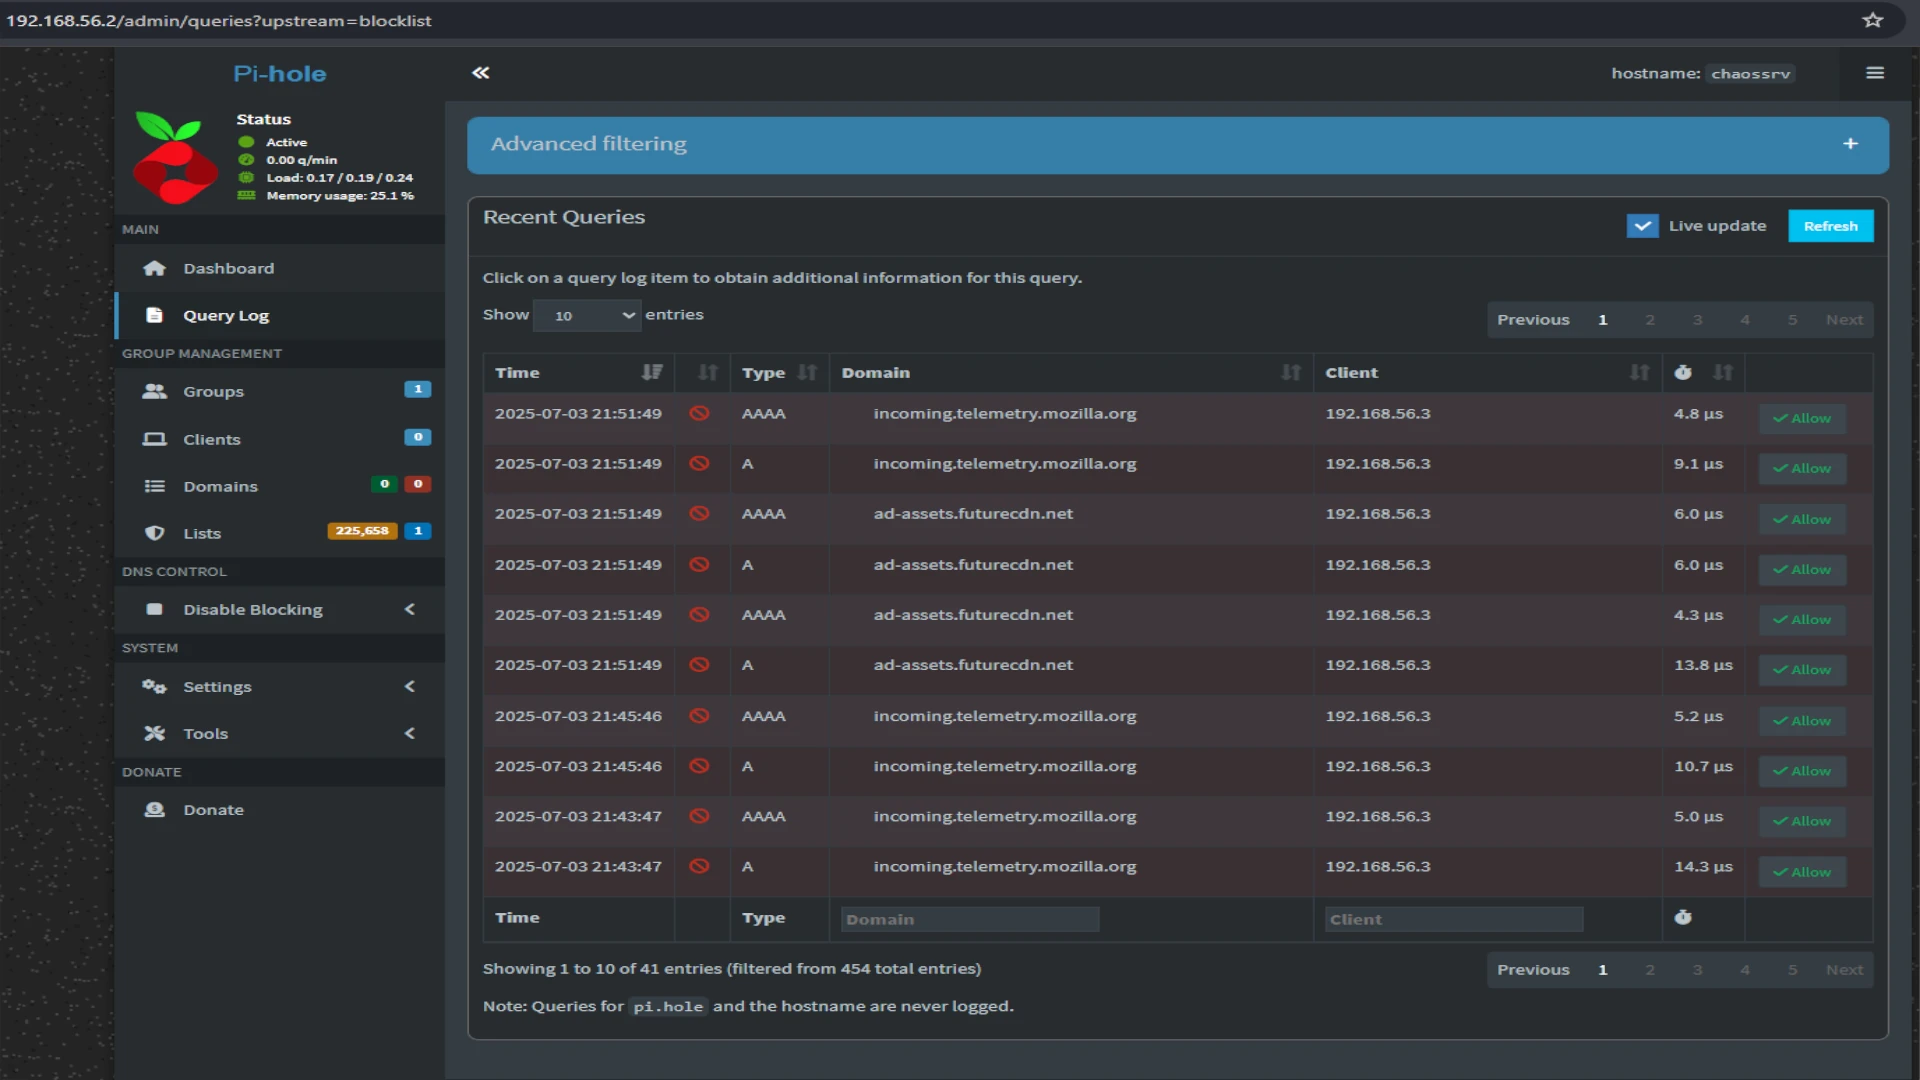 192.168.56.2/admin/queries?upstream=blocklist
Pi-hole
hostname: chaossrv
Status
Active
0.00 q/min
Load: 0.17 / 0.19 / 0.24
Memory usage: 25.1 %
MAIN
Dashboard
Query Log
GROUP MANAGEMENT
Groups 1
Clients 0
Domains 0 0
Lists 225,658 1
DNS CONTROL
Disable Blocking
SYSTEM
Settings
Tools
DONATE
Donate
Advanced filtering
Recent Queries
Live update Refresh
Click on a query log item to obtain additional information for this query.
Show 10 entries
Previous 1 2 3 4 5 Next
Time Type Domain Client
2025-07-03 21:51:49 AAAA incoming.telemetry.mozilla.org 192.168.56.3 4.8 µs Allow
2025-07-03 21:51:49 A incoming.telemetry.mozilla.org 192.168.56.3 9.1 µs Allow
2025-07-03 21:51:49 AAAA ad-assets.futurecdn.net 192.168.56.3 6.0 µs Allow
2025-07-03 21:51:49 A ad-assets.futurecdn.net 192.168.56.3 6.0 µs Allow
2025-07-03 21:51:49 AAAA ad-assets.futurecdn.net 192.168.56.3 4.3 µs Allow
2025-07-03 21:51:49 A ad-assets.futurecdn.net 192.168.56.3 13.8 µs Allow
2025-07-03 21:45:46 AAAA incoming.telemetry.mozilla.org 192.168.56.3 5.2 µs Allow
2025-07-03 21:45:46 A incoming.telemetry.mozilla.org 192.168.56.3 10.7 µs Allow
2025-07-03 21:43:47 AAAA incoming.telemetry.mozilla.org 192.168.56.3 5.0 µs Allow
2025-07-03 21:43:47 A incoming.telemetry.mozilla.org 192.168.56.3 14.3 µs Allow
Time Type Domain Client
Showing 1 to 10 of 41 entries (filtered from 454 total entries)
Previous 1 2 3 4 5 Next
Note: Queries for pi.hole and the hostname are never logged.